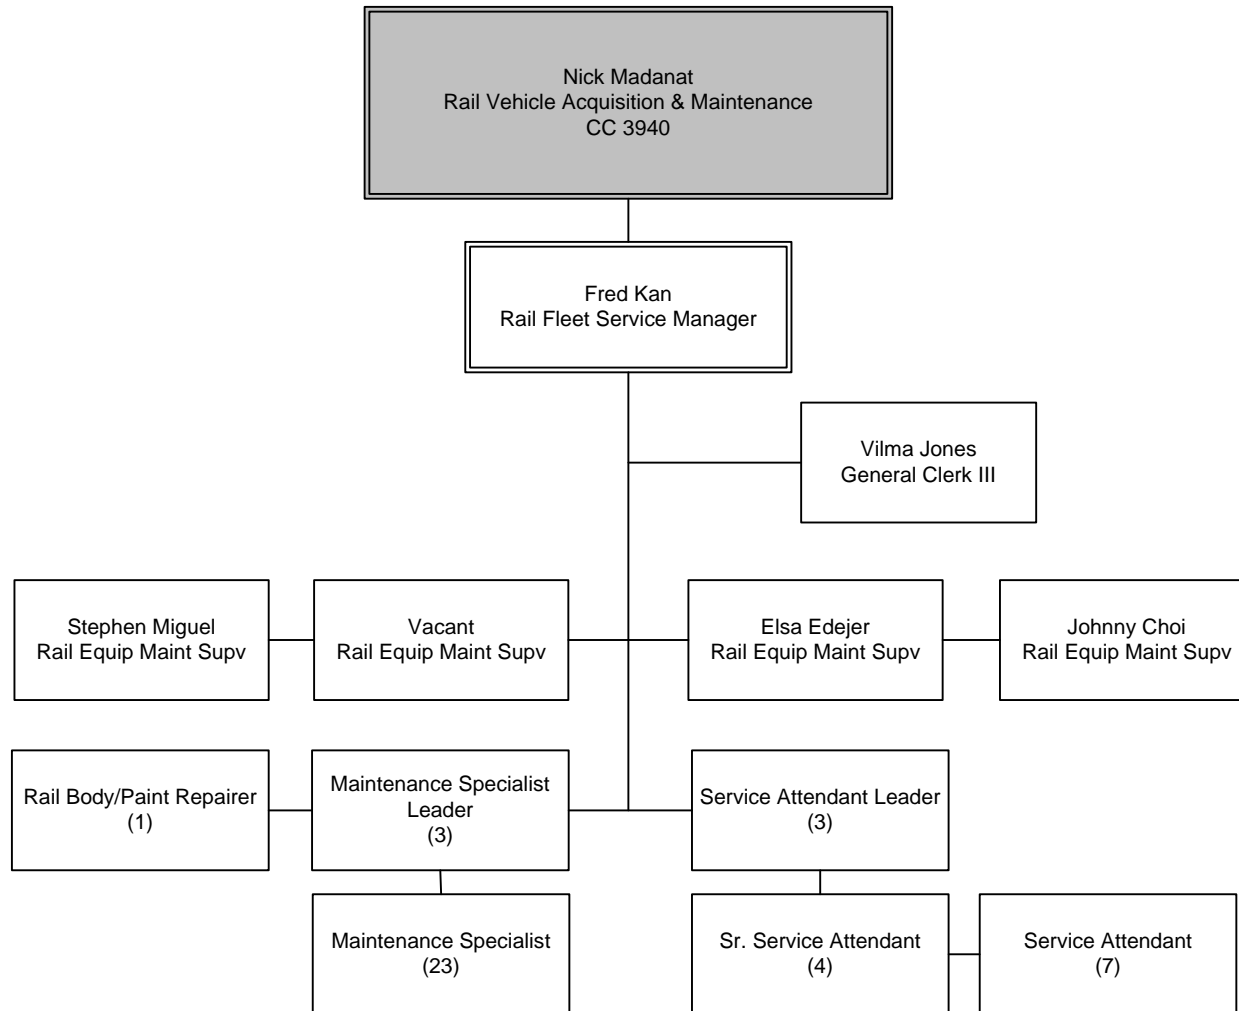 Nick Madanat
Rail Vehicle Acquisition & Maintenance
CC 3940
Fred Kan
Rail Fleet Service Manager
Vilma Jones
General Clerk III
Stephen Miguel
Rail Equip Maint Supv
Vacant
Rail Equip Maint Supv
Elsa Edejer
Rail Equip Maint Supv
Johnny Choi
Rail Equip Maint Supv
Rail Body/Paint Repairer
(1)
Maintenance Specialist
Leader
(3)
Service Attendant Leader
(3)
Maintenance Specialist
(23)
Sr. Service Attendant
(4)
Service Attendant
(7)